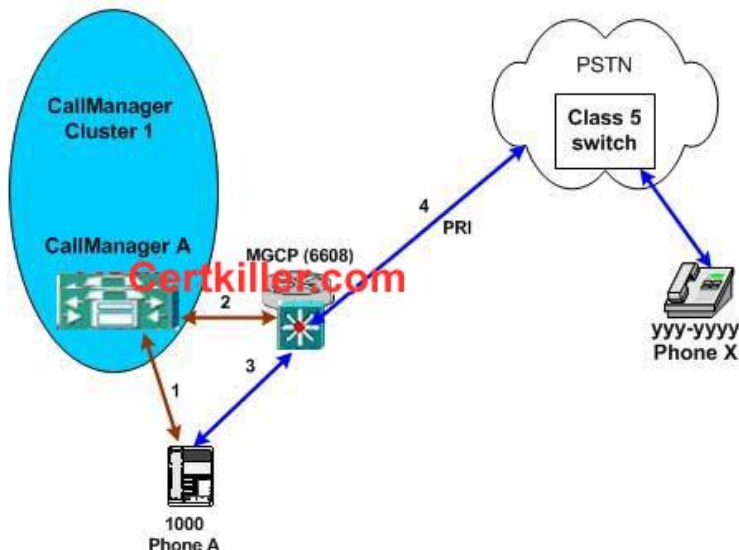 CallManager
Cluster 1
PSTN
Class 5
switch
4
PRI
CallManager A
MGCP (6608)
Certkiller.com
2
3
1
yyy-yyyy
Phone X
1000
Phone A